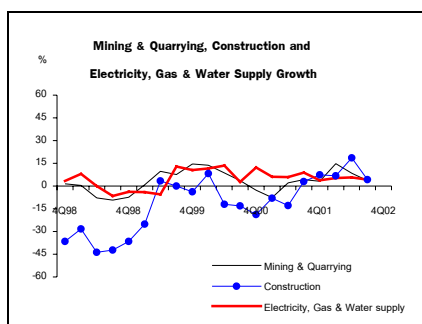 Mining & Quarrying, Construction and
Electricity, Gas & Water Supply Growth
%
60
45
30
15
0
-15
-30
-45
-60
4Q98 4Q98 4Q99 4Q00 4Q01 4Q02
Mining & Quarrying
Construction
Electricity, Gas & Water supply